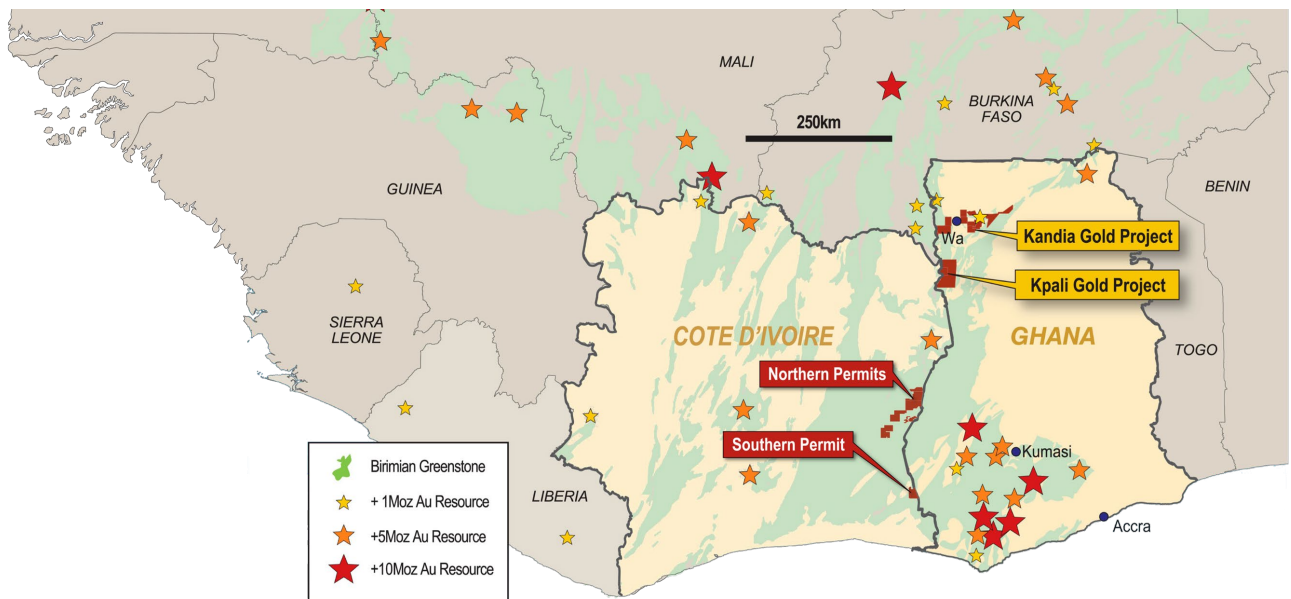 MALI
BURKINA
FASO
250km
BENIN
GUINEA
Wa
Kandia Gold Project
Kpali Gold Project
SIERRA
LEONE
COTE D'IVOIRE
GHANA
TOGO
Northern Permits
Southern Permit
Kumasi
LIBERIA
Accra
Birimian Greenstone
+ 1Moz Au Resource
+5Moz Au Resource
+10Moz Au Resource